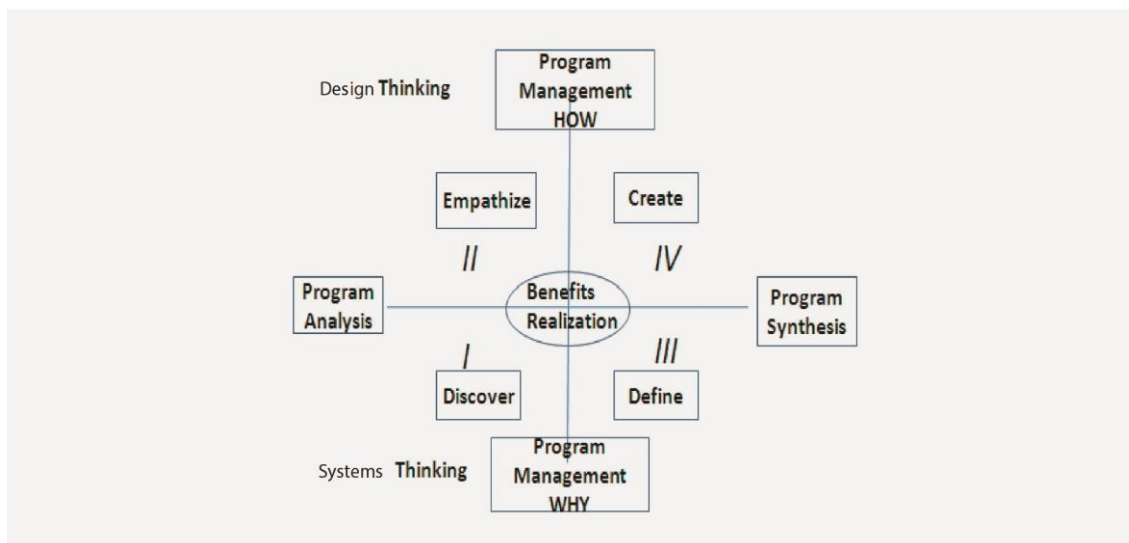 Program
Design Thinking
Management
HOW
Empathize
Create
II
IV
Program
Analysis
Benefits
Realization
Program
Synthesis
I
III
Discover
Define
Program
Systems Thinking
Management
WHY